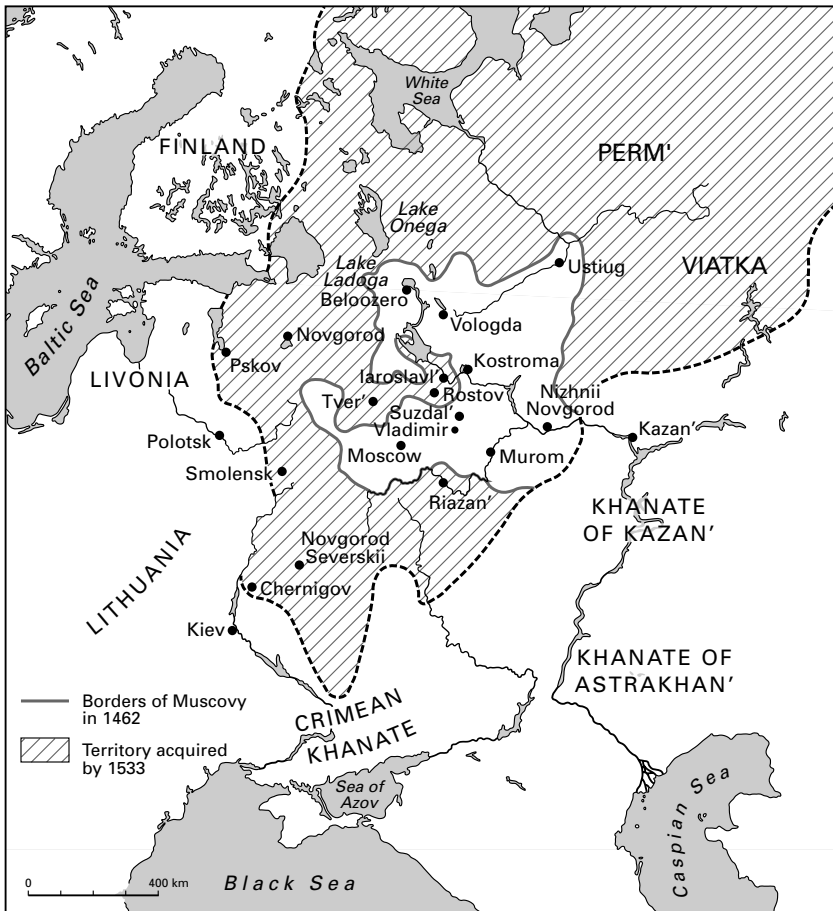 White
Sea
FINLAND
PERM'
Lake
Onega
Lake
Ladoga
Ustiug
VIATKA
Beloozero
Baltic Sea
Vologda
Novgorod
Pskov
Kostroma
LIVONIA
Iaroslavl'
Rostov
Nizhnii
Novgorod
Tver'
Suzdal'
Vladimir
Kazan'
Polotsk
Moscow
Murom
Smolensk
Riazan'
KHANATE
OF KAZAN'
LITHUANIA
Novgorod
Severskii
Chernigov
Kiev
KHANATE OF
ASTRAKHAN'
Borders of Muscovy
in 1462
CRIMEAN
KHANATE
Territory acquired
by 1533
Sea of
Azov
Caspian Sea
0 400 km
Black Sea